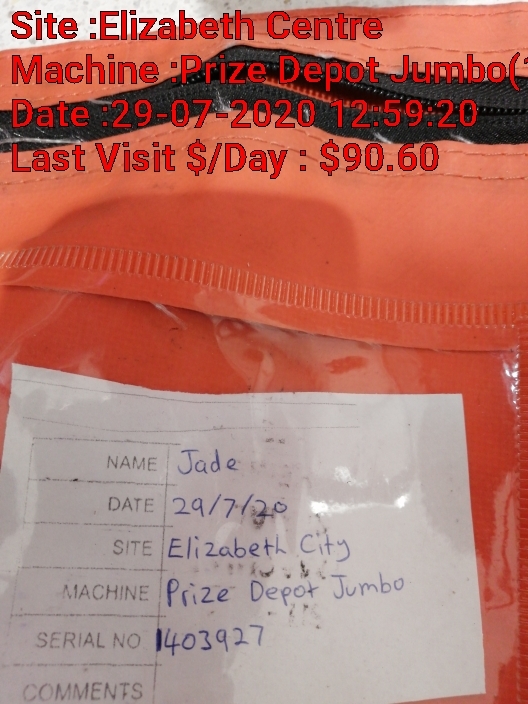 Site :Elizabeth Centre
Machine :Prize Depot Jumbo(
Date :29-07-2020 12:59:20
Last Visit $/Day : $90.60
NAME Jade
DATE 29/7/20
SITE Elizabeth City
MACHINE Prize Depot Jumbo
SERIAL NO 1403927
COMMENTS